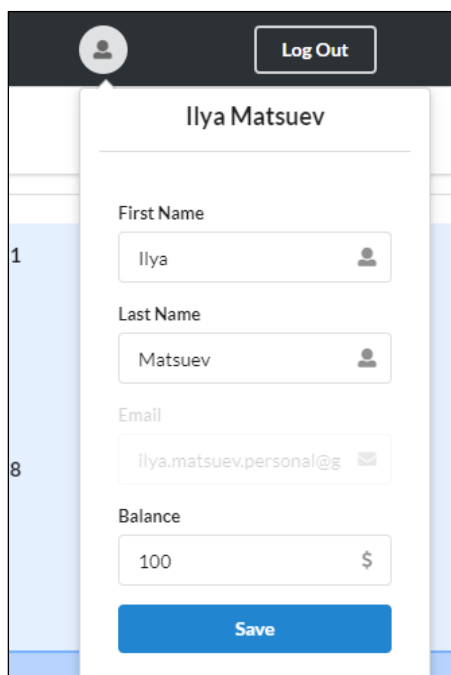 Log Out
Ilya Matsuev
First Name
1
Ilya
Last Name
Matsuev
Email
8
ilya.matsuev.personal@g
Balance
100 $
Save